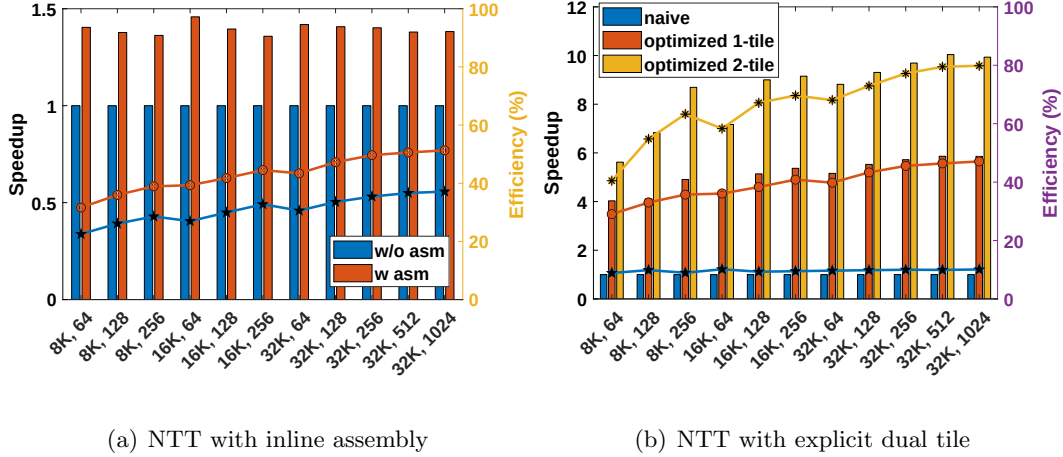 1.5
1
0.5
0
Speedup
100
80
60
40
20
0
Efficiency (%)
w/o asm
w asm
8K, 64
8K, 128
8K, 256
16K, 64
16K, 128
16K, 256
32K, 64
32K, 128
32K, 256
32K, 512
32K, 1024
(a) NTT with inline assembly
12
10
8
6
4
2
0
Speedup
naive
optimized 1-tile
optimized 2-tile
100
80
60
40
20
0
Efficiency (%)
8K, 64
8K, 128
8K, 256
16K, 64
16K, 128
16K, 256
32K, 64
32K, 128
32K, 256
32K, 512
32K, 1024
(b) NTT with explicit dual tile